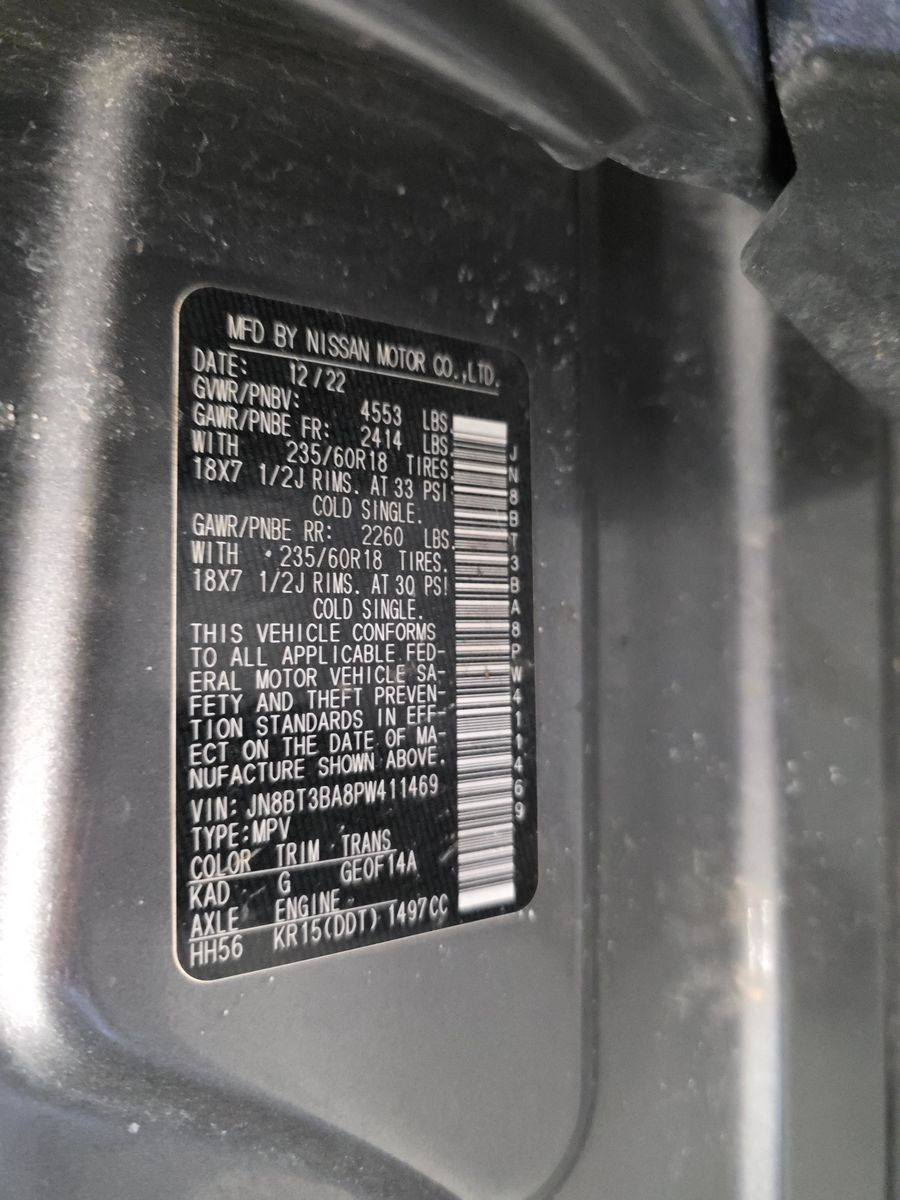 MFD BY NISSAN MOTOR CO.,LTD.
DATE: 12/22
GVWR/PNBV: 4553 LBS
GAWR/PNBE FR: 2414 LBS.
WITH 235/60R18 TIRES.
18X7 1/2J RIMS. AT 33 PSI
COLD SINGLE.
GAWR/PNBE RR: 2260 LBS.
WITH 235/60R18 TIRES.
18X7 1/2J RIMS. AT 30 PSI
COLD SINGLE.
THIS VEHICLE CONFORMS
TO ALL APPLICABLE FED-
ERAL MOTOR VEHICLE SA-
FETY AND THEFT PREVEN-
TION STANDARDS IN EFF-
ECT ON THE DATE OF MA-
NUFACTURE SHOWN ABOVE.
VIN: JN8BT3BA8PW411469
TYPE:MPV
COLOR TRIM TRANS
KAD G GEOF14A
AXLE ENGINE
HH56 KR15(DDT) 1497CC
JN8BT3BA8PW411469